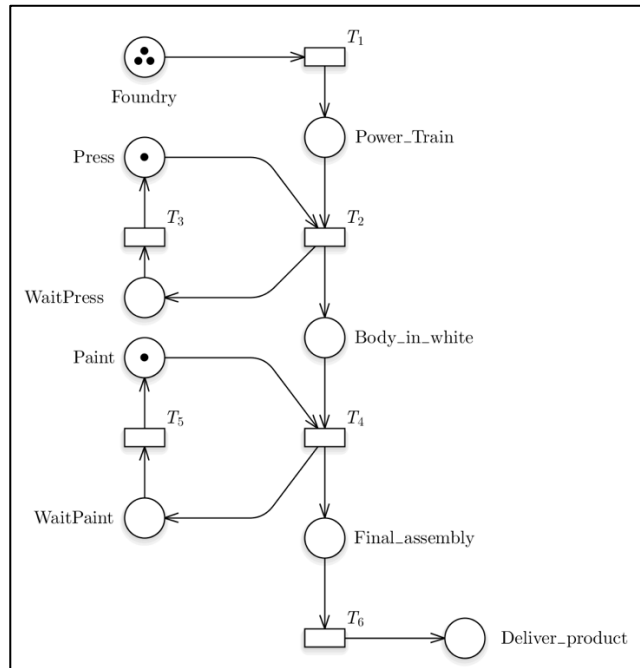 T₁
Foundry
Power_Train
Press
T₃
T₂
WaitPress
Body_in_white
Paint
T₅
T₄
WaitPaint
Final_assembly
T₆
Deliver_product